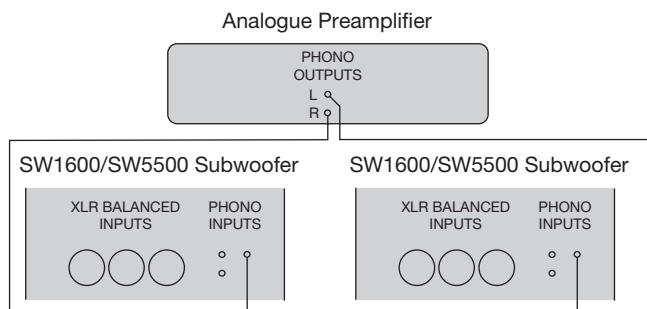 Analogue Preamplifier
PHONO
OUTPUTS
L
R
SW1600/SW5500 Subwoofer
XLR BALANCED
INPUTS
PHONO
INPUTS
SW1600/SW5500 Subwoofer
XLR BALANCED
INPUTS
PHONO
INPUTS